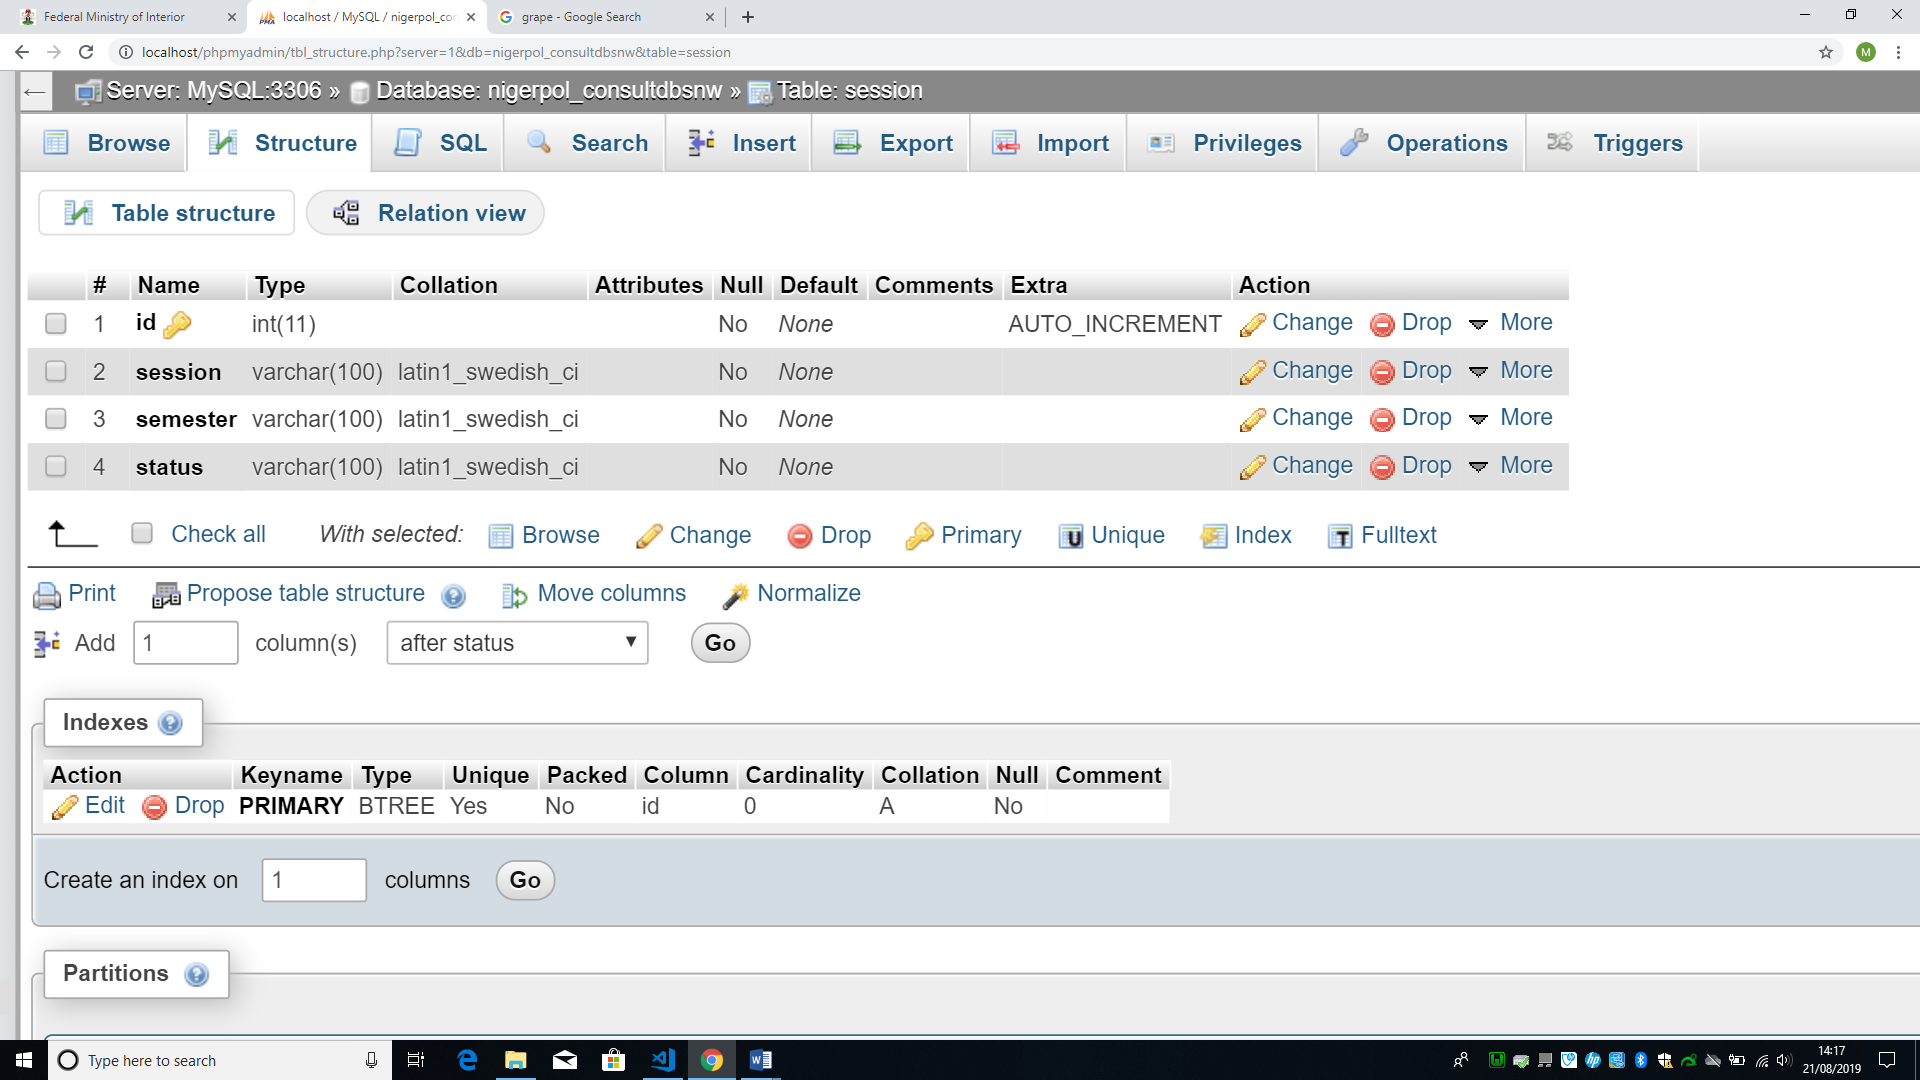 Federal Ministry of Interior
localhost / MySQL / nigerpol_con
grape - Google Search
localhost/phpmyadmin/tbl_structure.php?server=1&db=nigerpol_consultdbsnw&table=session
M
Server: MySQL:3306 » Database: nigerpol_consultdbsnw » Table: session
Browse Structure SQL Search Insert Export Import Privileges Operations Triggers
Table structure Relation view
# Name Type Collation Attributes Null Default Comments Extra Action
1 id int(11) No None AUTO_INCREMENT Change Drop More
2 session varchar(100) latin1_swedish_ci No None Change Drop More
3 semester varchar(100) latin1_swedish_ci No None Change Drop More
4 status varchar(100) latin1_swedish_ci No None Change Drop More
Check all With selected: Browse Change Drop Primary Unique Index Fulltext
Print Propose table structure Move columns Normalize
Add 1 column(s) after status Go
Indexes
Action Keyname Type Unique Packed Column Cardinality Collation Null Comment
Edit Drop PRIMARY BTREE Yes No id 0 A No
Create an index on 1 columns Go
Partitions
Type here to search
14:17
21/08/2019